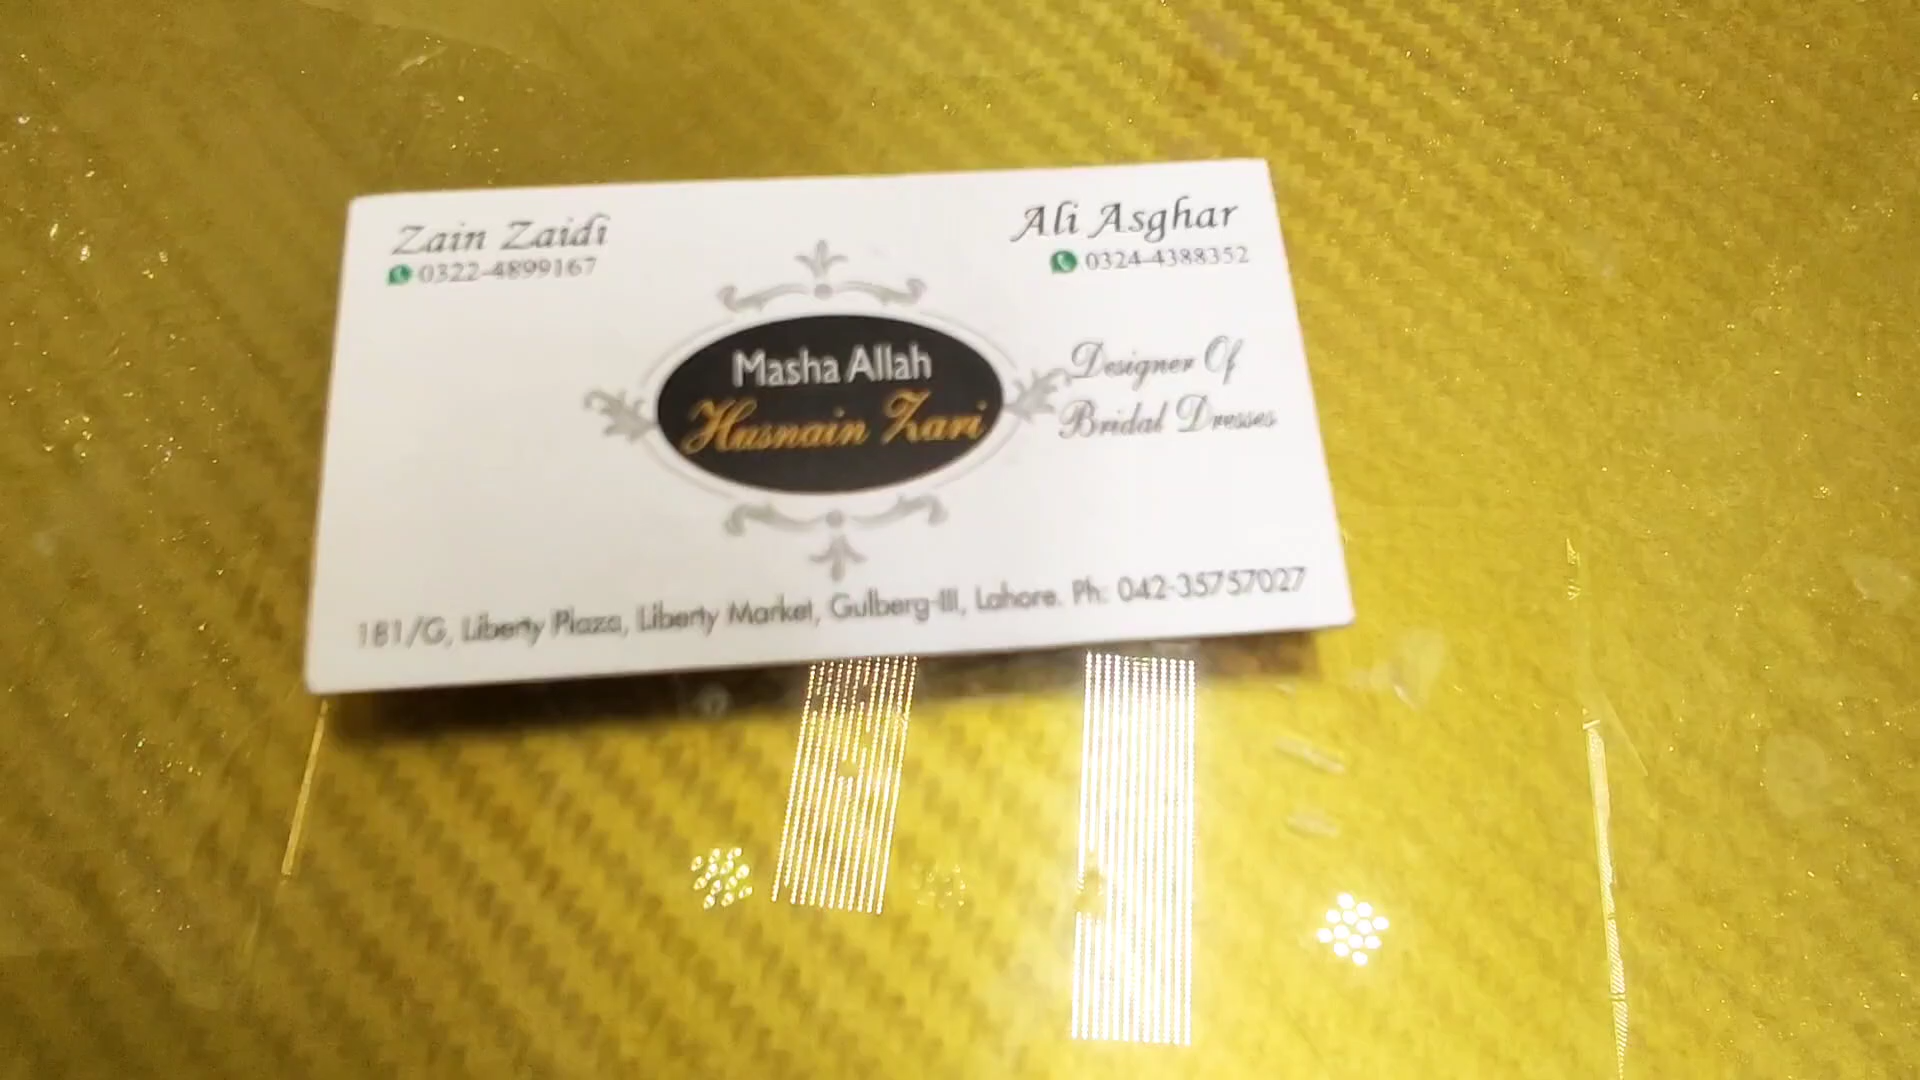 Zain Zaidi
0322-4899167
Ali Asghar
0324-4388352
Masha Allah
Husnain Zari
Designer Of
Bridal Dresses
181/G, Liberty Plaza, Liberty Market, Gulberg-III, Lahore. Ph: 042-35757027